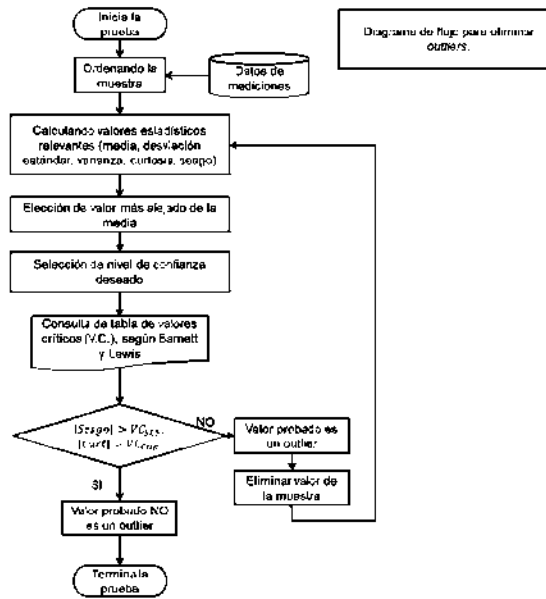 Inicia la
prueba
Diagrama de flujo para eliminar
outliers.
Ordenando la
muestra
Datos de
mediciones
Calculando valores estadísticos
relevantes (media, desviación
estándar, varianza, curtosis, sesgo)
Elección de valor más alejado de la
media
Selección de nivel de confianza
deseado
Consulta de tabla de valores
críticos (V.C.), según Barnett
y Lewis
NO
|Sesgo| > VC
Valor probado es
un outlier
Eliminar valor de
la muestra
SI
Valor probado NO
es un outlier
Termina la
prueba